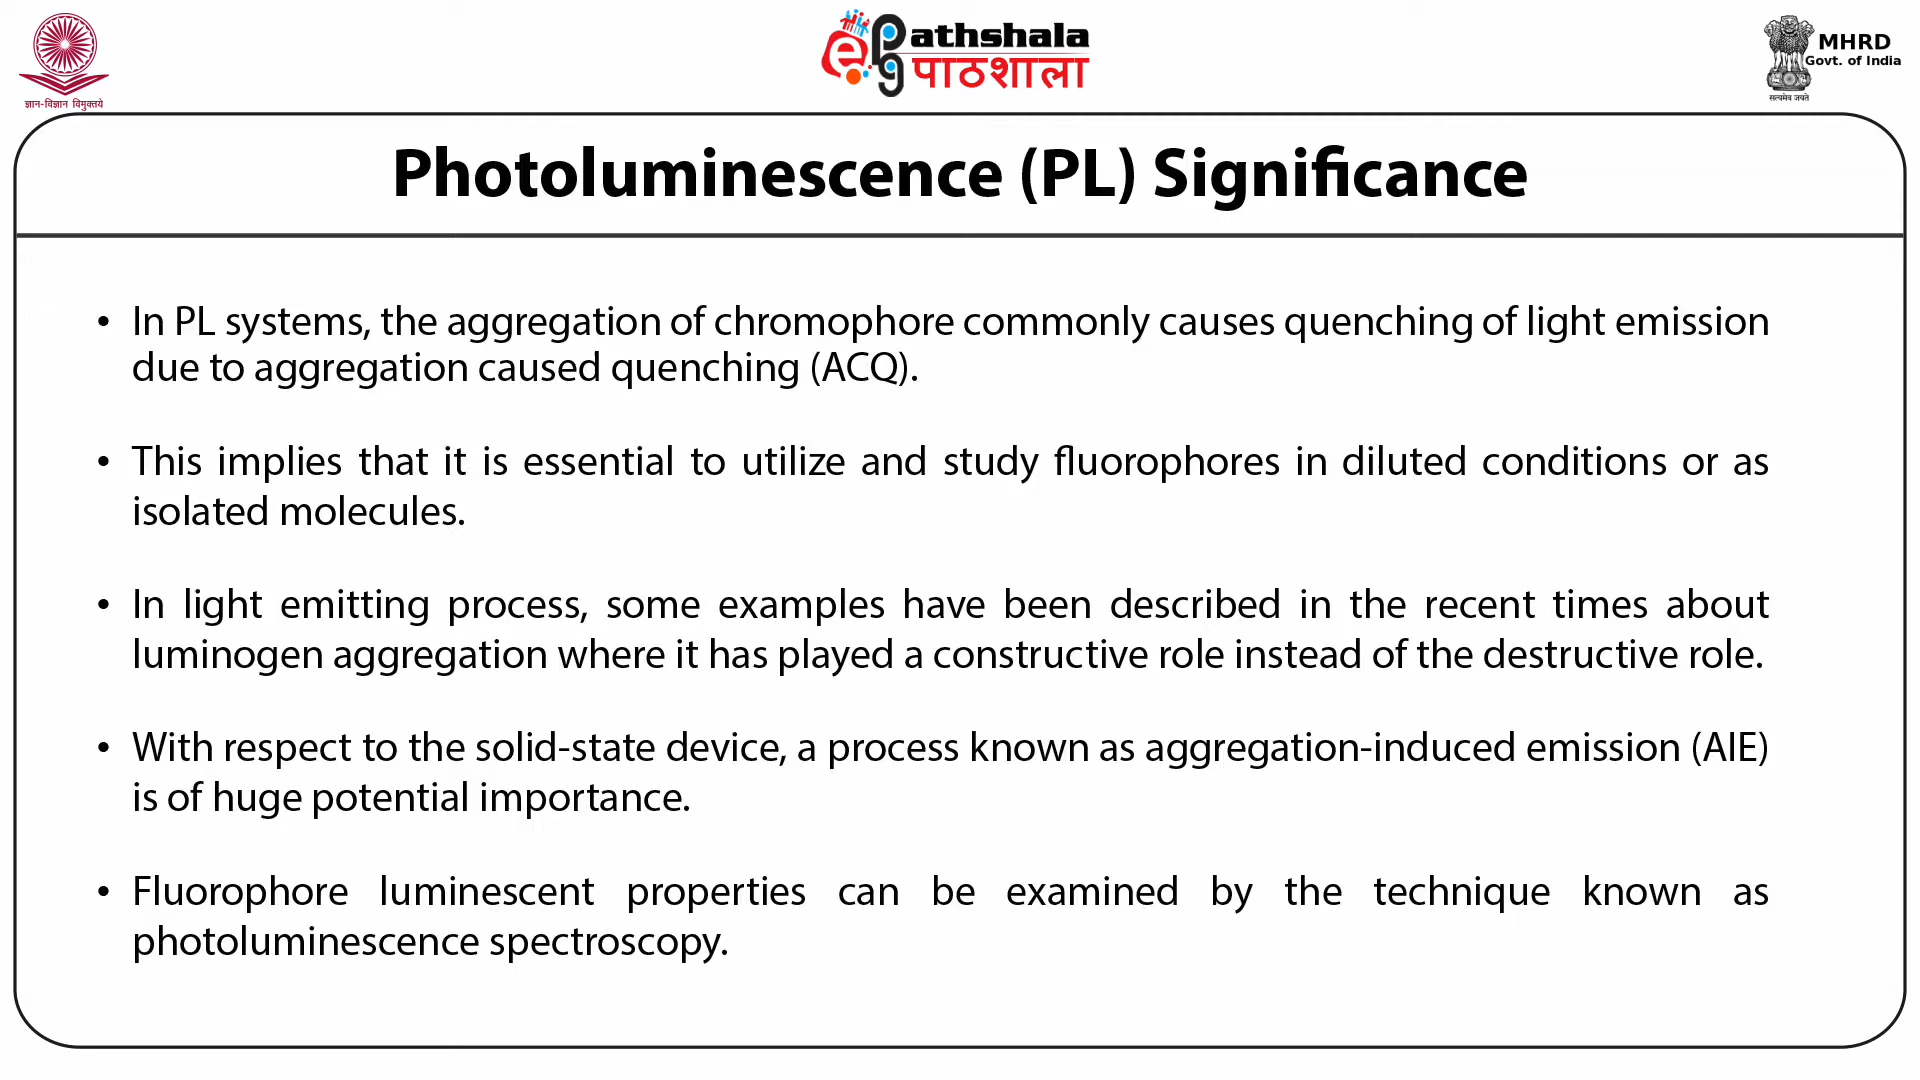 ज्ञान-विज्ञान विमुक्तये
ePathshala
पाठशाला
MHRD
Govt. of India
सत्यमेव जयते
Photoluminescence (PL) Significance
• In PL systems, the aggregation of chromophore commonly causes quenching of light emission
due to aggregation caused quenching (ACQ).
• This implies that it is essential to utilize and study fluorophores in diluted conditions or as
isolated molecules.
• In light emitting process, some examples have been described in the recent times about
luminogen aggregation where it has played a constructive role instead of the destructive role.
• With respect to the solid-state device, a process known as aggregation-induced emission (AIE)
is of huge potential importance.
• Fluorophore luminescent properties can be examined by the technique known as
photoluminescence spectroscopy.